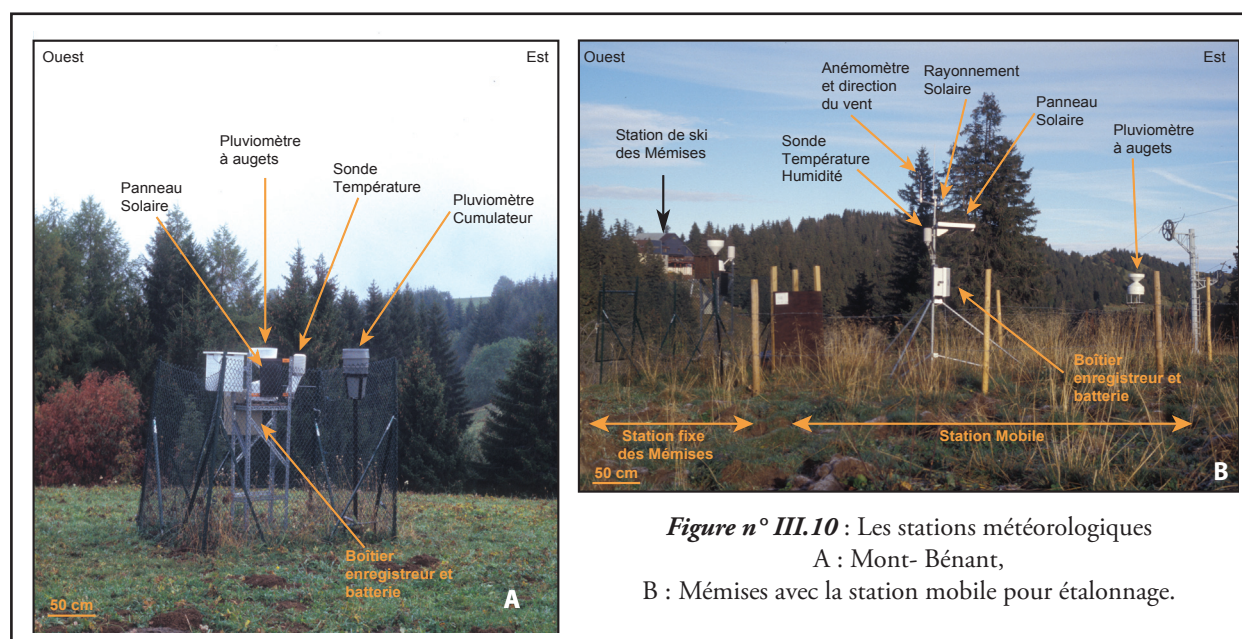 Ouest
Est
Pluviomètre
à augets
Sonde
Température
Panneau
Solaire
Pluviomètre
Cumulateur
Boîtier
enregistreur et
batterie
50 cm
A
Ouest
Est
Anémomètre
et direction
du vent
Rayonnement
Solaire
Panneau
Solaire
Station de ski
des Mémises
Sonde
Température
Humidité
Pluviomètre
à augets
Boîtier
enregistreur et
batterie
Station fixe
des Mémises
Station Mobile
50 cm
B
Figure n° III.10 : Les stations météorologiques
A : Mont- Bénant,
B : Mémises avec la station mobile pour étalonnage.